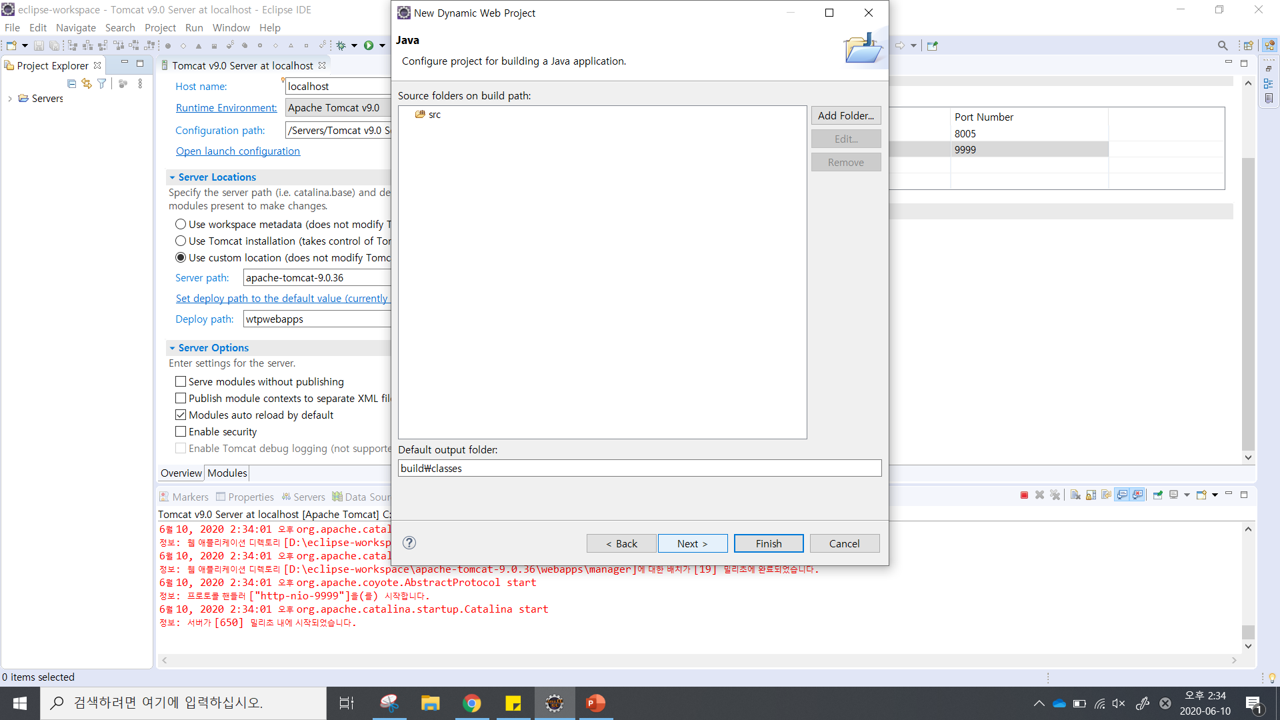 eclipse-workspace - Tomcat v9.0 Server at localhost - Eclipse IDE
File Edit Navigate Search Project Run Window Help
Project Explorer
Servers
Tomcat v9.0 Server at localhost
Host name: localhost
Runtime Environment: Apache Tomcat v9.0
Configuration path: /Servers/Tomcat v9.0 S
Open launch configuration
Server Locations
Specify the server path (i.e. catalina.base) and de
modules present to make changes.
Use workspace metadata (does not modify T
Use Tomcat installation (takes control of Tor
Use custom location (does not modify Tomc
Server path: apache-tomcat-9.0.36
Set deploy path to the default value (currently
Deploy path: wtpwebapps
Server Options
Enter settings for the server.
Serve modules without publishing
Publish module contexts to separate XML fil
Modules auto reload by default
Enable security
Enable Tomcat debug logging (not supporte
Overview Modules
New Dynamic Web Project
Java
Configure project for building a Java application.
Source folders on build path:
src
Add Folder...
Edit...
Remove
Default output folder:
build₩classes
< Back Next > Finish Cancel
Port Number
8005
9999
Markers Properties Servers Data Sour
Tomcat v9.0 Server at localhost [Apache Tomcat] C:
6월 10, 2020 2:34:01 오후 org.apache.catal
정보: 웹 애플리케이션 디렉토리 [D:\eclipse-worksp
6월 10, 2020 2:34:01 오후 org.apache.catal
정보: 웹 애플리케이션 디렉토리 [D:\eclipse-workspace\apache-tomcat-9.0.36\webapps\manager]에 대한 배치가 [19] 밀리초에 완료되었습니다.
6월 10, 2020 2:34:01 오후 org.apache.coyote.AbstractProtocol start
정보: 프로토콜 핸들러 ["http-nio-9999"]을(를) 시작합니다.
6월 10, 2020 2:34:01 오후 org.apache.catalina.startup.Catalina start
정보: 서버가 [650] 밀리초 내에 시작되었습니다.
0 items selected
검색하려면 여기에 입력하십시오.
오후 2:34
2020-06-10
1